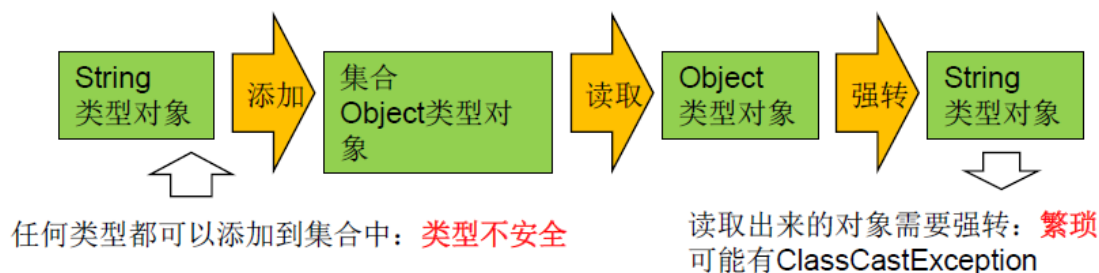 String
类型对象
添加
集合
Object类型对
象
读取
Object
类型对象
强转
String
类型对象
任何类型都可以添加到集合中：类型不安全
读取出来的对象需要强转：繁琐
可能有ClassCastException